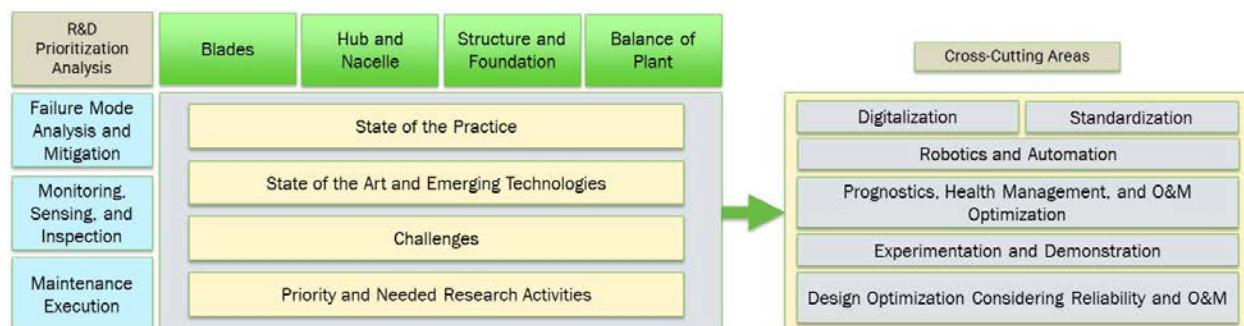 R&D
Prioritization
Analysis
Blades
Hub and
Nacelle
Structure and
Foundation
Balance of
Plant
Failure Mode
Analysis and
Mitigation
Monitoring,
Sensing, and
Inspection
Maintenance
Execution
State of the Practice
State of the Art and Emerging Technologies
Challenges
Priority and Needed Research Activities
Cross-Cutting Areas
Digitalization
Standardization
Robotics and Automation
Prognostics, Health Management, and O&M
Optimization
Experimentation and Demonstration
Design Optimization Considering Reliability and O&M